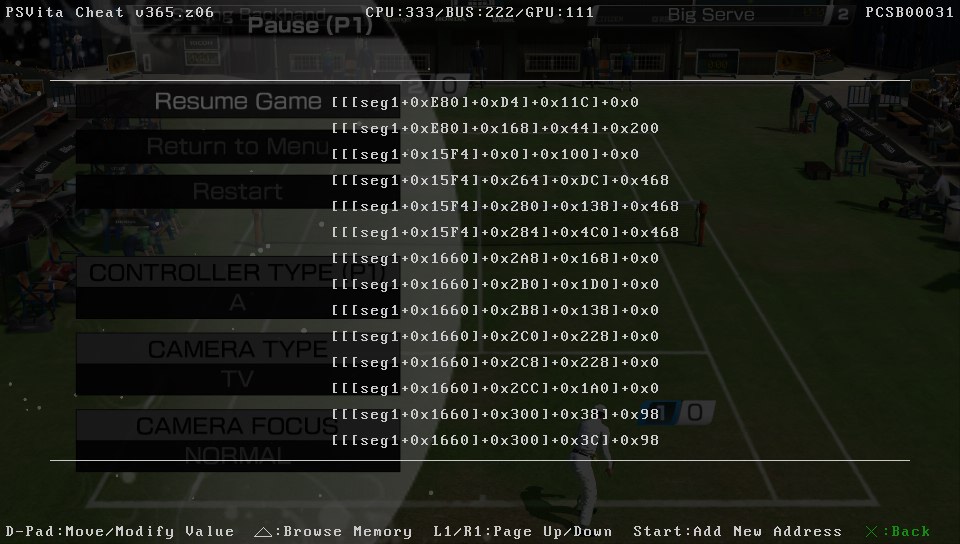 PSVita Cheat v365.z06 CPU:333/BUS:222/GPU:111 PCSB00031
Backhand Big Serve 2
Pause (P1)
0
Resume Game [[[seg1+0xE80]+0xD4]+0x11C]+0x0
[[[seg1+0xE80]+0x168]+0x44]+0x200
Return to Menu [[[seg1+0x15F4]+0x0]+0x100]+0x0
Restart [[[seg1+0x15F4]+0x264]+0xDC]+0x468
[[[seg1+0x15F4]+0x280]+0x138]+0x468
[[[seg1+0x15F4]+0x284]+0x4C0]+0x468
[[[seg1+0x1660]+0x2A8]+0x168]+0x0
CONTROLLER TYPE (P1) [[[seg1+0x1660]+0x2B0]+0x1D0]+0x0
A [[[seg1+0x1660]+0x2B8]+0x138]+0x0
[[[seg1+0x1660]+0x2C0]+0x228]+0x0
CAMERA TYPE [[[seg1+0x1660]+0x2C8]+0x228]+0x0
TV [[[seg1+0x1660]+0x2CC]+0x1A0]+0x0
CAMERA FOCUS [[[seg1+0x1660]+0x300]+0x38]+0x98 1 0
NORMAL [[[seg1+0x1660]+0x300]+0x3C]+0x98
D-Pad:Move/Modify Value △:Browse Memory L1/R1:Page Up/Down Start:Add New Address ×:Back